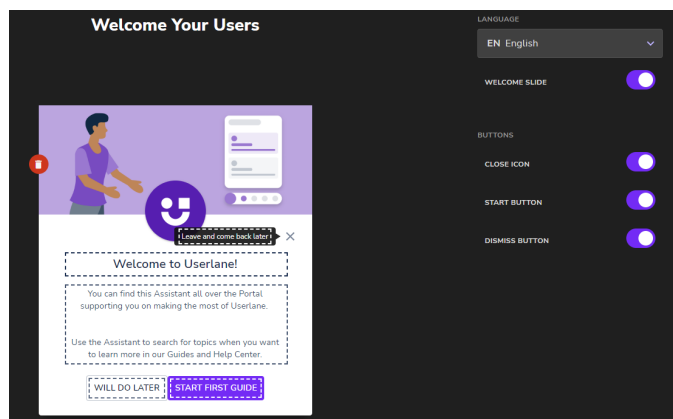 Welcome Your Users
LANGUAGE
EN English
WELCOME SLIDE
BUTTONS
CLOSE ICON
START BUTTON
DISMISS BUTTON
Leave and come back later
Welcome to Userlane!
You can find this Assistant all over the Portal
supporting you on making the most of Userlane.
Use the Assistant to search for topics when you want
to learn more in our Guides and Help Center.
WILL DO LATER
START FIRST GUIDE